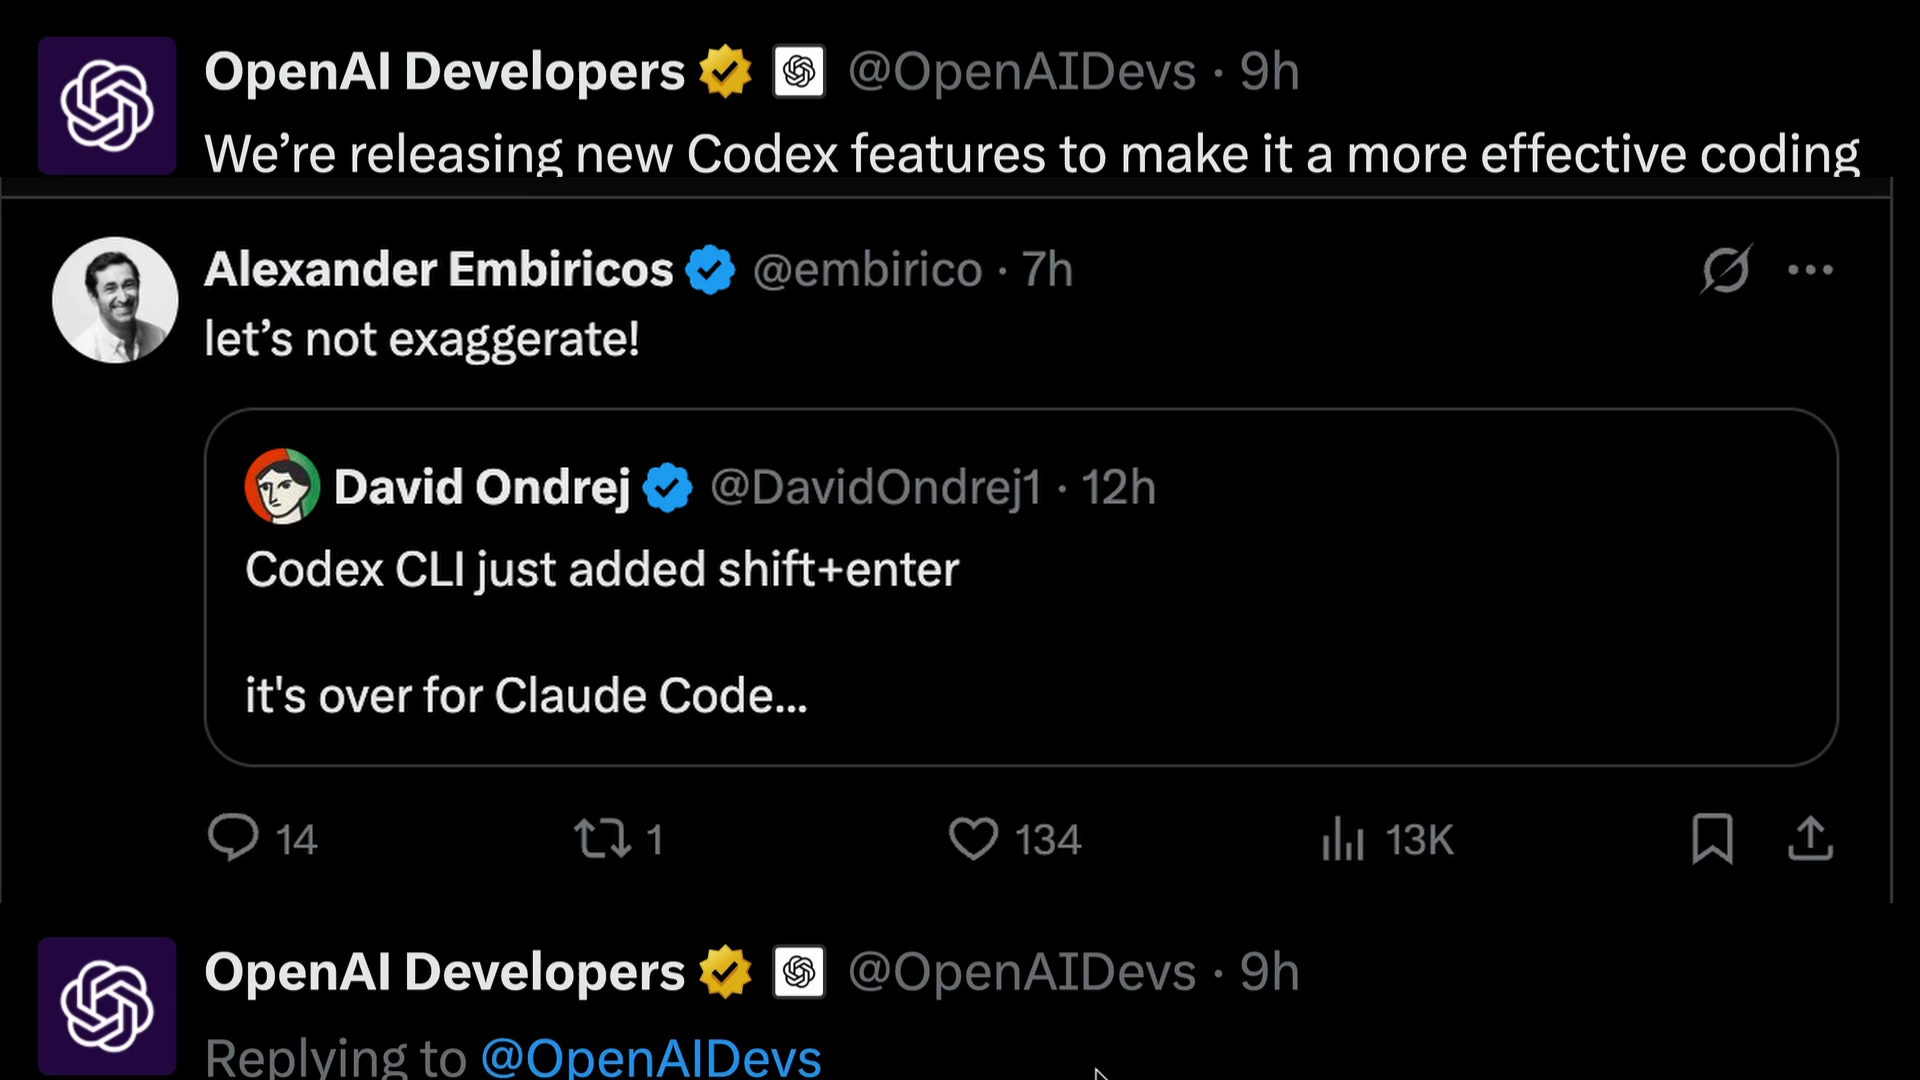 OpenAI Developers @OpenAIDevs · 9h
We’re releasing new Codex features to make it a more effective coding
Alexander Embiricos @embirico · 7h
let’s not exaggerate!
David Ondrej @DavidOndrej1 · 12h
Codex CLI just added shift+enter
it's over for Claude Code...
14 1 134 13K
OpenAI Developers @OpenAIDevs · 9h
Replying to @OpenAIDevs